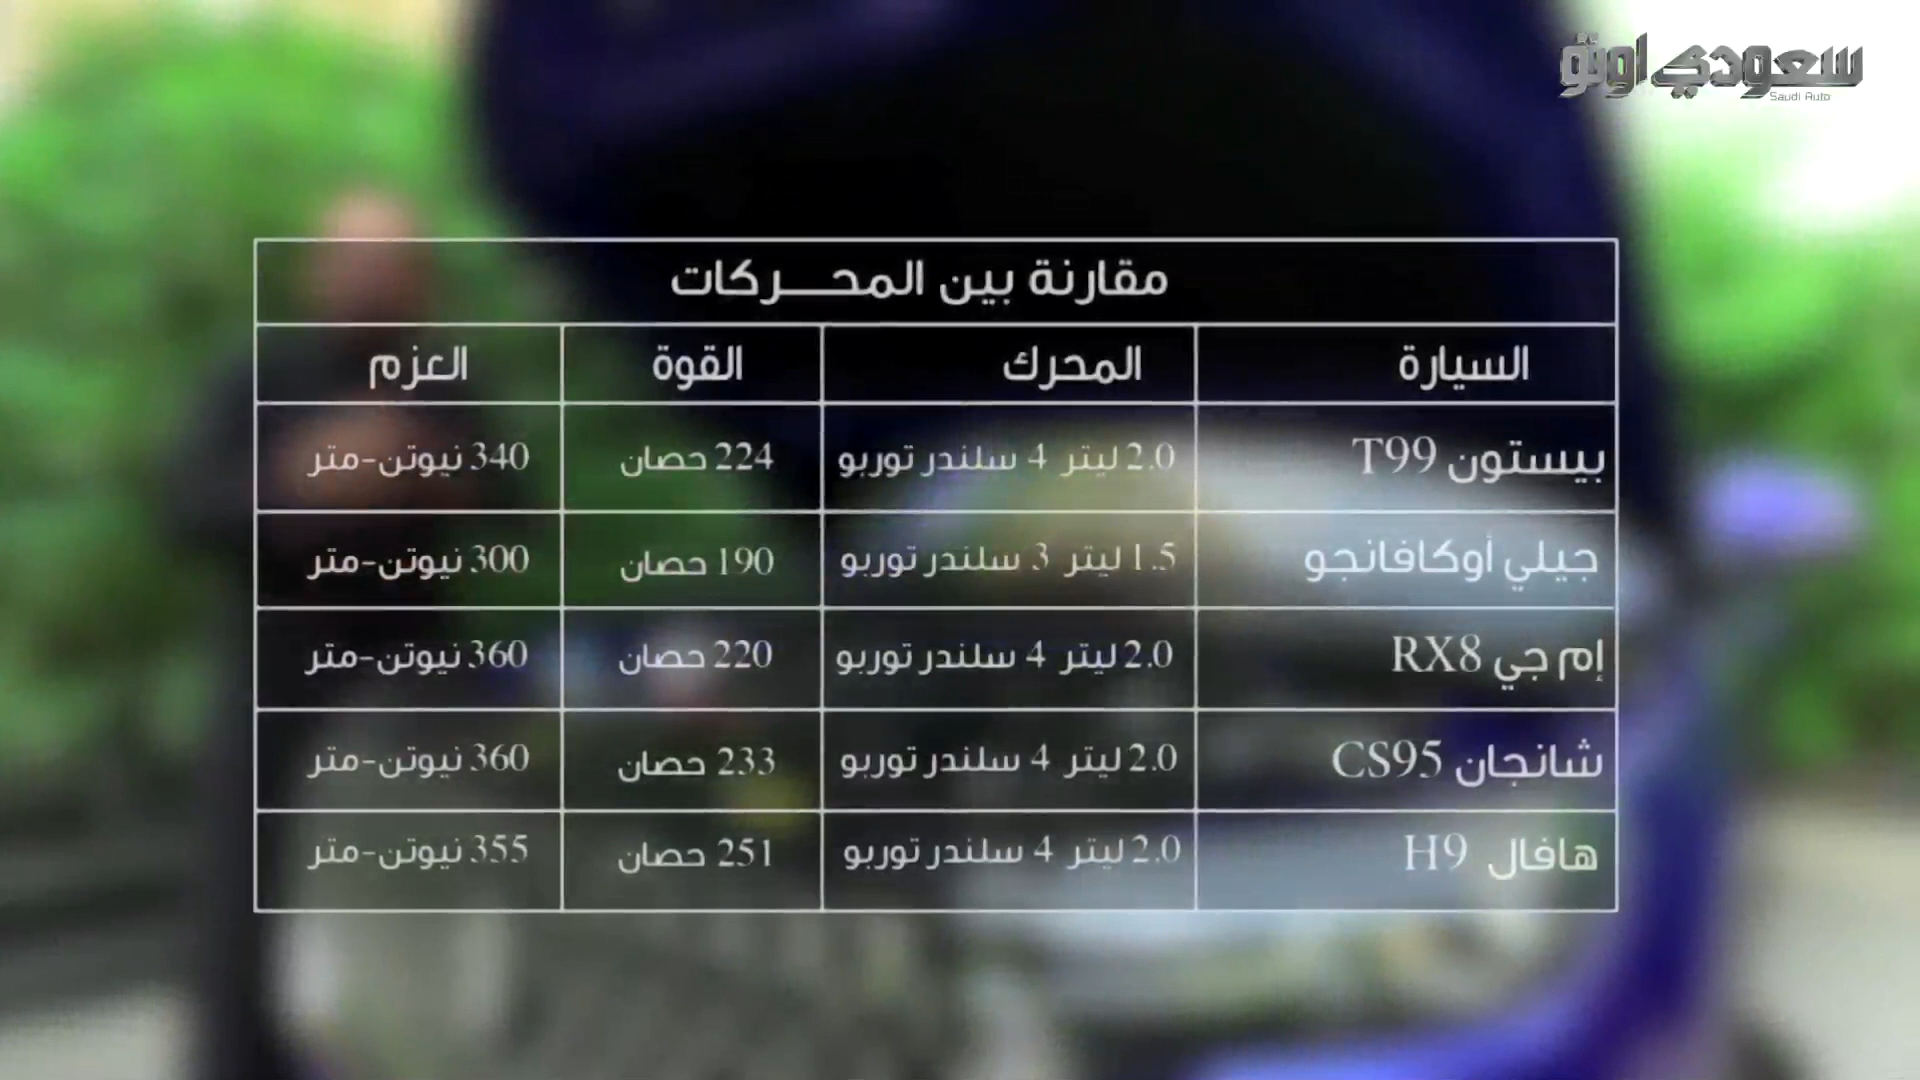 سعودي اوتو
Saudi Auto
مقارنة بين المحركات
السيارة المحرك القوة العزم
بيستون T99 2.0 ليتر 4 سلندر توربو 224 حصان 340 نيوتن-متر
جيلي أوكافانجو 1.5 ليتر 3 سلندر توربو 190 حصان 300 نيوتن-متر
إم جي RX8 2.0 ليتر 4 سلندر توربو 220 حصان 360 نيوتن-متر
شانجان CS95 2.0 ليتر 4 سلندر توربو 233 حصان 360 نيوتن-متر
هافال H9 2.0 ليتر 4 سلندر توربو 251 حصان 355 نيوتن-متر